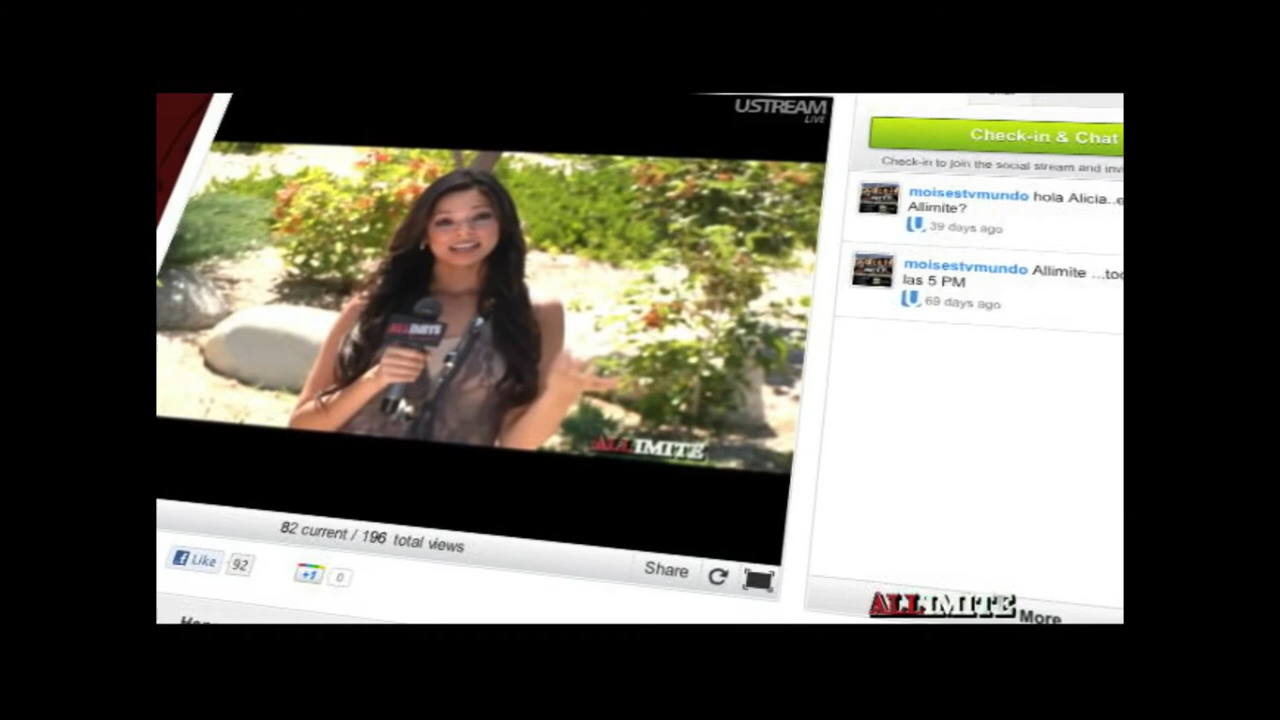 USTREAM
LIVE
Check-in & Chat
Check-in to join the social stream and
moisestvmundo hola Alicia..
Allimite?
39 days ago
moisestvmundo Allimite ...
las 5 PM
69 days ago
ALLIMITE
ALLIMITE
82 current / 196 total views
Share
Like 92
+1 0
ALLIMITE More